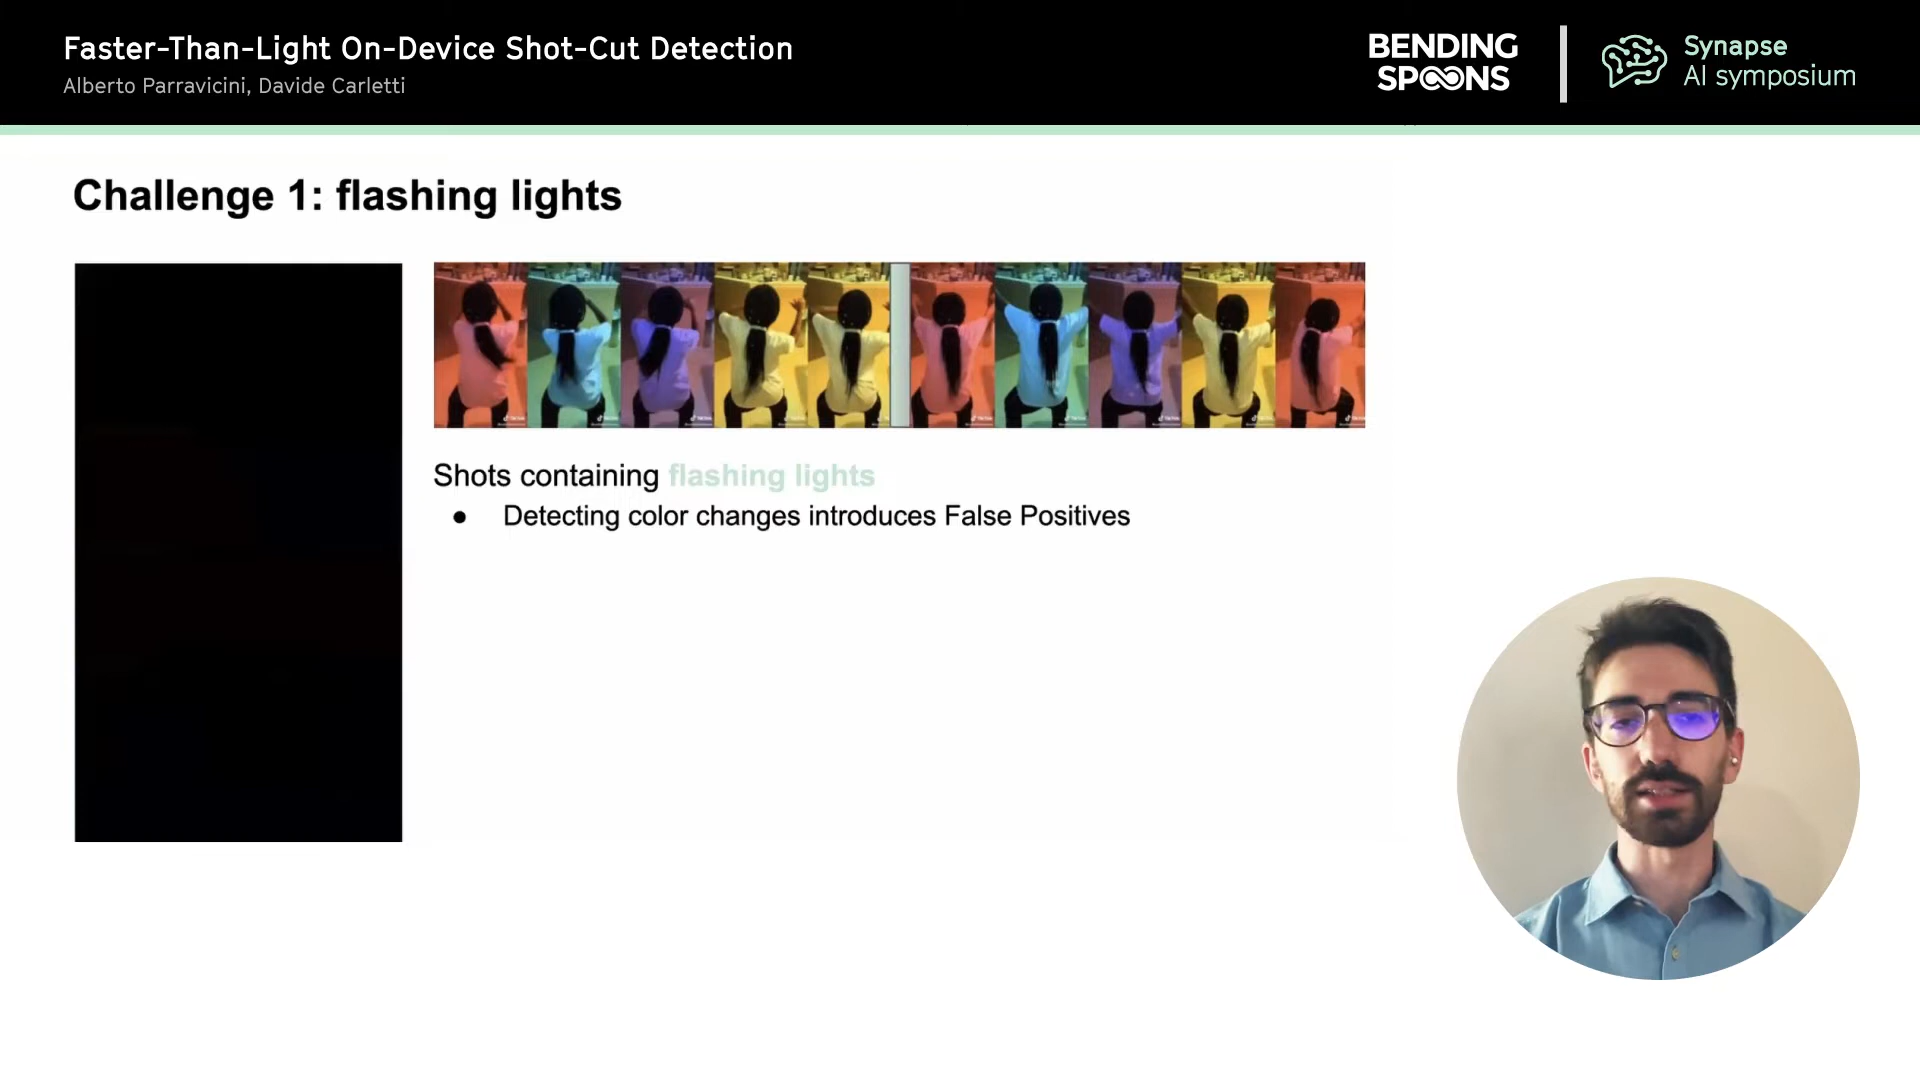 Faster-Than-Light On-Device Shot-Cut Detection
Alberto Parravicini, Davide Carletti
BENDING
SPOONS
Synapse
AI symposium
Challenge 1: flashing lights
Shots containing flashing lights
● Detecting color changes introduces False Positives